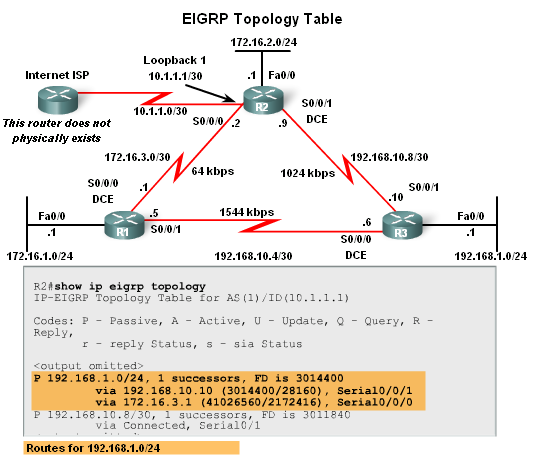 EIGRP Topology Table
172.16.2.0/24
Loopback 1
10.1.1.1/30
Internet ISP
.1
Fa0/0
R2
S0/0/1
DCE
10.1.1.0/30
This router does not
physically exists
S0/0/0
.2
.9
172.16.3.0/30
192.168.10.8/30
64 kbps
1024 kbps
S0/0/0
DCE
.1
.10
S0/0/1
Fa0/0
.1
R1
.5
S0/0/1
1544 kbps
.6
R3
Fa0/0
.1
S0/0/0
DCE
172.16.1.0/24
192.168.10.4/30
192.168.1.0/24
R2#show ip eigrp topology
IP-EIGRP Topology Table for AS(1)/ID(10.1.1.1)
Codes: P - Passive, A - Active, U - Update, Q - Query, R -
Reply,
r - reply Status, s - sia Status
<output omitted>
P 192.168.1.0/24, 1 successors, FD is 3014400
via 192.168.10.10 (3014400/28160), Serial0/0/1
via 172.16.3.1 (41026560/2172416), Serial0/0/0
P 192.168.10.8/30, 1 successors, FD is 3011840
via Connected, Serial0/1
Routes for 192.168.1.0/24